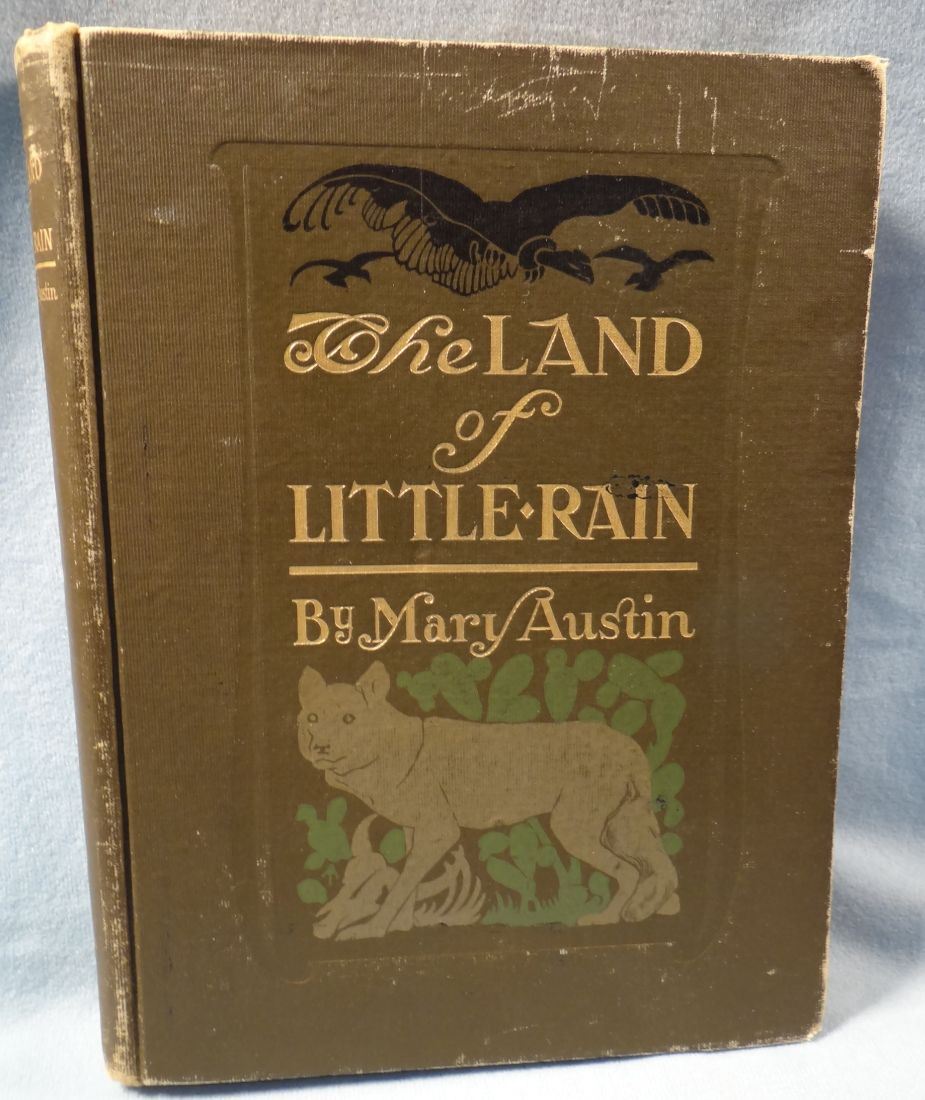 The LAND
of
LITTLE · RAIN
By Mary Austin
RAIN
Austin